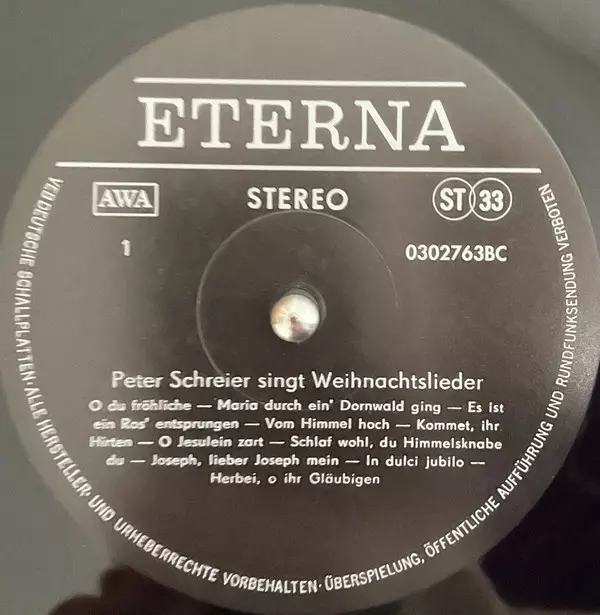 ETERNA
AWA
STEREO
ST 33
1
0302763BC
Peter Schreier singt Weihnachtslieder
O du fröhliche — Maria durch ein' Dornwald ging — Es ist
ein Ros' entsprungen — Vom Himmel hoch — Kommet, ihr
Hirten — O Jesulein zart — Schlaf wohl, du Himmelsknabe
du — Joseph, lieber Joseph mein — In dulci jubilo —
Herbei, o ihr Gläubigen
VEB DEUTSCHE SCHALLPLATTEN · ALLE HERSTELLER- UND URHEBERRECHTE VORBEHALTEN · ÜBERSPIELUNG, ÖFFENTLICHE AUFFÜHRUNG UND RUNDFUNKSENDUNG VERBOTEN